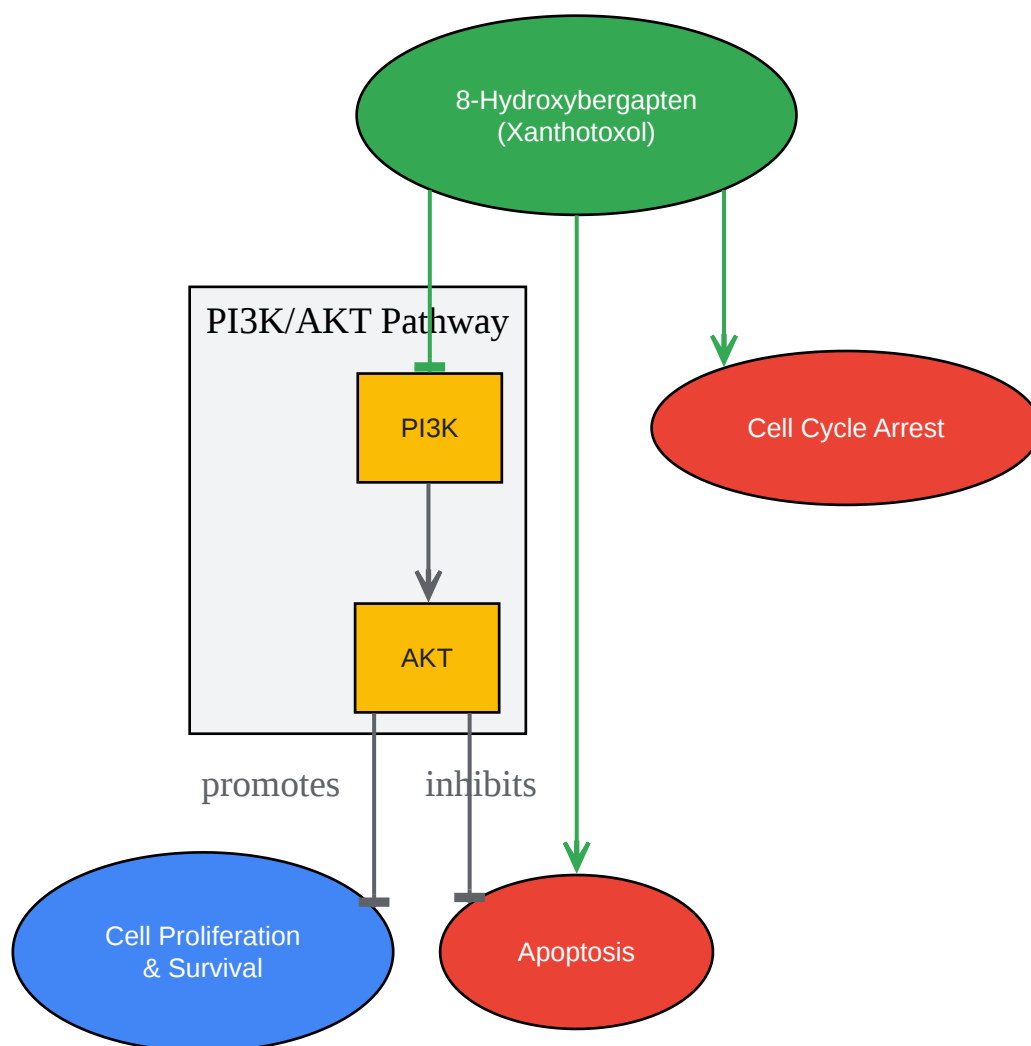 8-Hydroxybergapten
(Xanthotoxol)
PI3K/AKT Pathway
PI3K
Cell Cycle Arrest
AKT
promotes
inhibits
Cell Proliferation
& Survival
Apoptosis